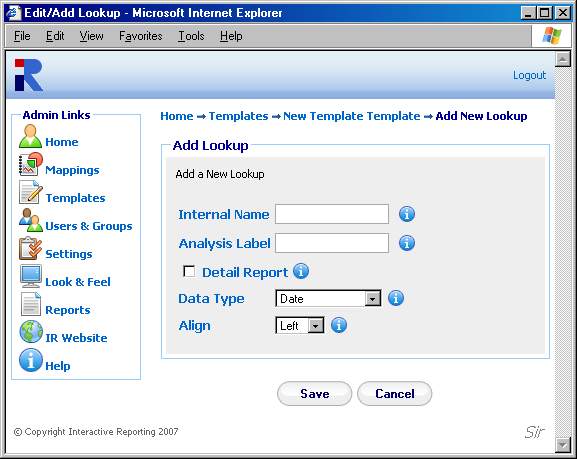 Edit/Add Lookup - Microsoft Internet Explorer
File Edit View Favorites Tools Help
R
Logout
Admin Links
Home
Mappings
Templates
Users & Groups
Settings
Look & Feel
Reports
IR Website
Help
Home → Templates → New Template Template → Add New Lookup
Add Lookup
Add a New Lookup
Internal Name
Analysis Label
Detail Report
Data Type Date
Align Left
Save Cancel
© Copyright Interactive Reporting 2007
Sir